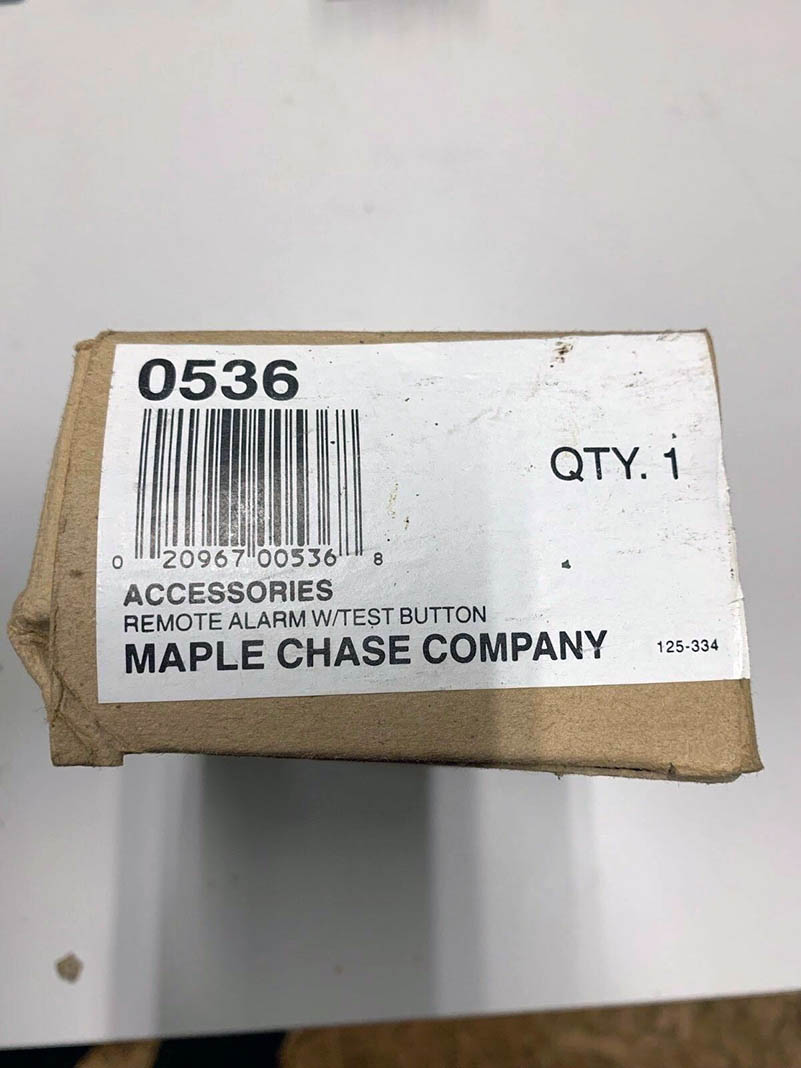 0536
QTY. 1
0 20967 00536 8
ACCESSORIES
REMOTE ALARM W/TEST BUTTON
MAPLE CHASE COMPANY 125-334